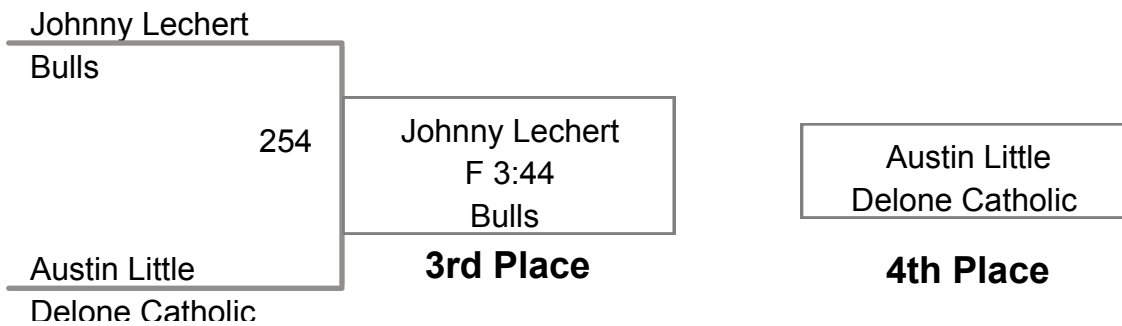 Johnny Lechert
Bulls
254
Johnny Lechert
F 3:44
Bulls
3rd Place
Austin Little
Delone Catholic
4th Place
Austin Little
Delone Catholic